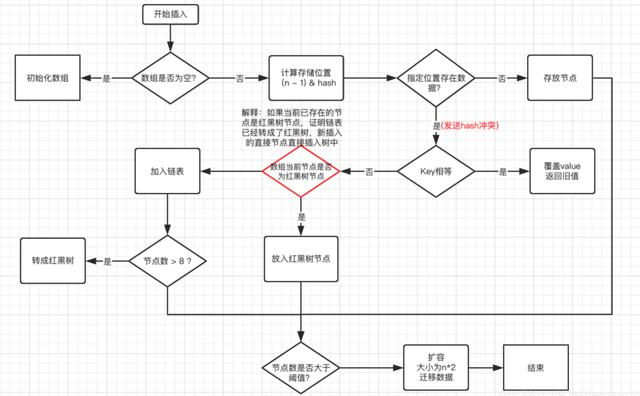 开始插入
初始化数组
是
数组是否为空?
否
计算存储位置
(n − 1) & hash
指定位置存在数
据?
否
存放节点
解释：如果当前已存在的节
点是红黑树节点，证明链表
已经转成了红黑树，新插入
的直接节点直接插入树中
是(发送hash冲突)
加入链表
数组当前节点是否
为红黑树节点
否
Key相等
是
覆盖value
返回旧值
是
转成红黑树
是
节点数 > 8 ?
放入红黑树节点
节点数是否大于
阈值?
扩容
大小为n*2
迁移数据
结束